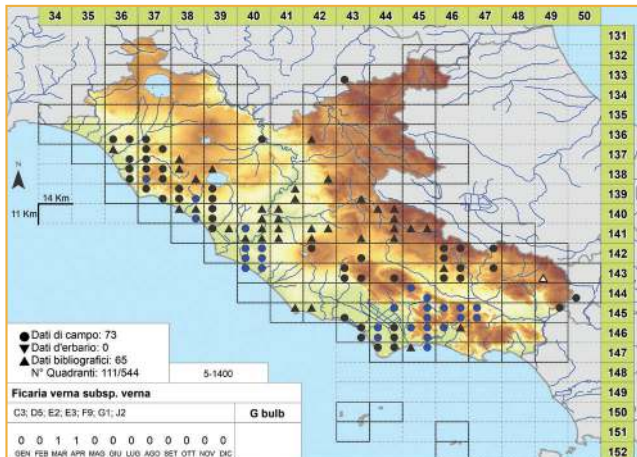 34 35 36 37 38 39 40 41 42 43 44 45 46 47 48 49 50
131
132
133
134
135
136
137
138
139
140
141
142
143
144
145
146
147
148
149
150
151
152
N
14 Km
11 Km
Dati di campo: 73
Dati d'erbario: 0
Dati bibliografici: 65
N° Quadranti: 111/544
5-1400
Ficaria verna subsp. verna
C3; D5; E2; E3; F9; G1; J2
G bulb
0 0 1 1 0 0 0 0 0 0 0 0
GEN FEB MAR APR MAG GIU LUG AGO SET OTT NOV DIC